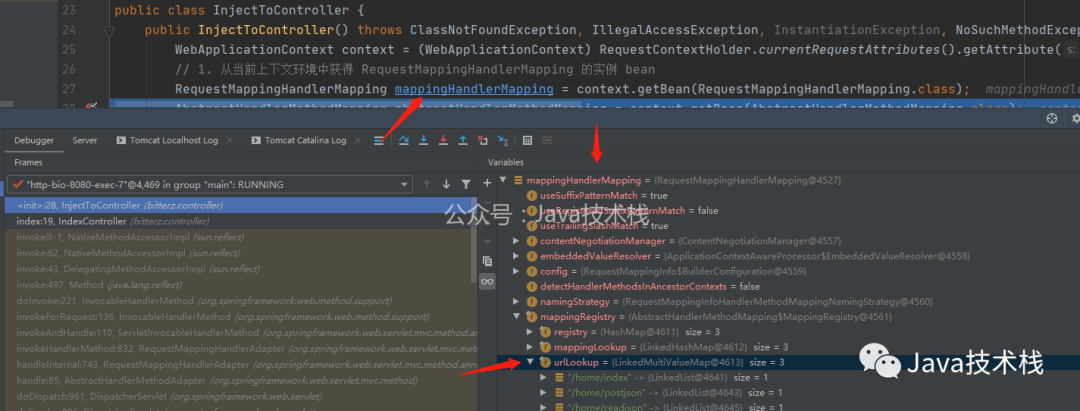 23 public class InjectToController {
24 public InjectToController() throws ClassNotFoundException, IllegalAccessException, InstantiationException, NoSuchMethodExce
25 WebApplicationContext context = (WebApplicationContext) RequestContextHolder.currentRequestAttributes().getAttribute( s:
26 // 1. 从当前上下文环境中获得 RequestMappingHandlerMapping 的实例 bean
27 RequestMappingHandlerMapping mappingHandlerMapping = context.getBean(RequestMappingHandlerMapping.class); mappingHandl
Debugger Server Tomcat Localhost Log × Tomcat Catalina Log ×
Frames
"http-bio-8080-exec-7"@4,469 in group "main": RUNNING
<init>:28, InjectToController (bitterz.controller)
index:19, IndexController (bitterz.controller)
invoke0:-1, NativeMethodAccessorImpl (sun.reflect)
invoke:62, NativeMethodAccessorImpl (sun.reflect)
invoke:43, DelegatingMethodAccessorImpl (sun.reflect)
invoke:497, Method (java.lang.reflect)
doInvoke:221, InvocableHandlerMethod (org.springframework.web.method.support)
invokeForRequest:136, InvocableHandlerMethod (org.springframework.web.method.support)
invokeAndHandle:110, ServletInvocableHandlerMethod (org.springframework.web.servlet.mvc.method.an
invokeHandlerMethod:832, RequestMappingHandlerAdapter (org.springframework.web.servlet.mvc.meth
handleInternal:743, RequestMappingHandlerAdapter (org.springframework.web.servlet.mvc.method.ann
handle:85, AbstractHandlerMethodAdapter (org.springframework.web.servlet.mvc.method)
doDispatch:961, DispatcherServlet (org.springframework.web.servlet)
Variables
mappingHandlerMapping = {RequestMappingHandlerMapping@4527}
useSuffixPatternMatch = true
useRegisteredSuffixPatternMatch = false
useTrailingSlashMatch = true
contentNegotiationManager = {ContentNegotiationManager@4557}
embeddedValueResolver = {ApplicationContextAwareProcessor$EmbeddedValueResolver@4558}
config = {RequestMappingInfo$BuilderConfiguration@4559}
detectHandlerMethodsInAncestorContexts = false
namingStrategy = {RequestMappingInfoHandlerMethodMappingNamingStrategy@4560}
mappingRegistry = {AbstractHandlerMethodMapping$MappingRegistry@4561}
registry = {HashMap@4611} size = 3
mappingLookup = {LinkedHashMap@4612} size = 3
urlLookup = {LinkedMultiValueMap@4613} size = 3
"/home/index" -> {LinkedList@4641} size = 1
"/home/postjson" -> {LinkedList@4643} size = 1
"/home/readjson" -> {LinkedList@4645} size = 1
公众号：Java技术栈
Java技术栈